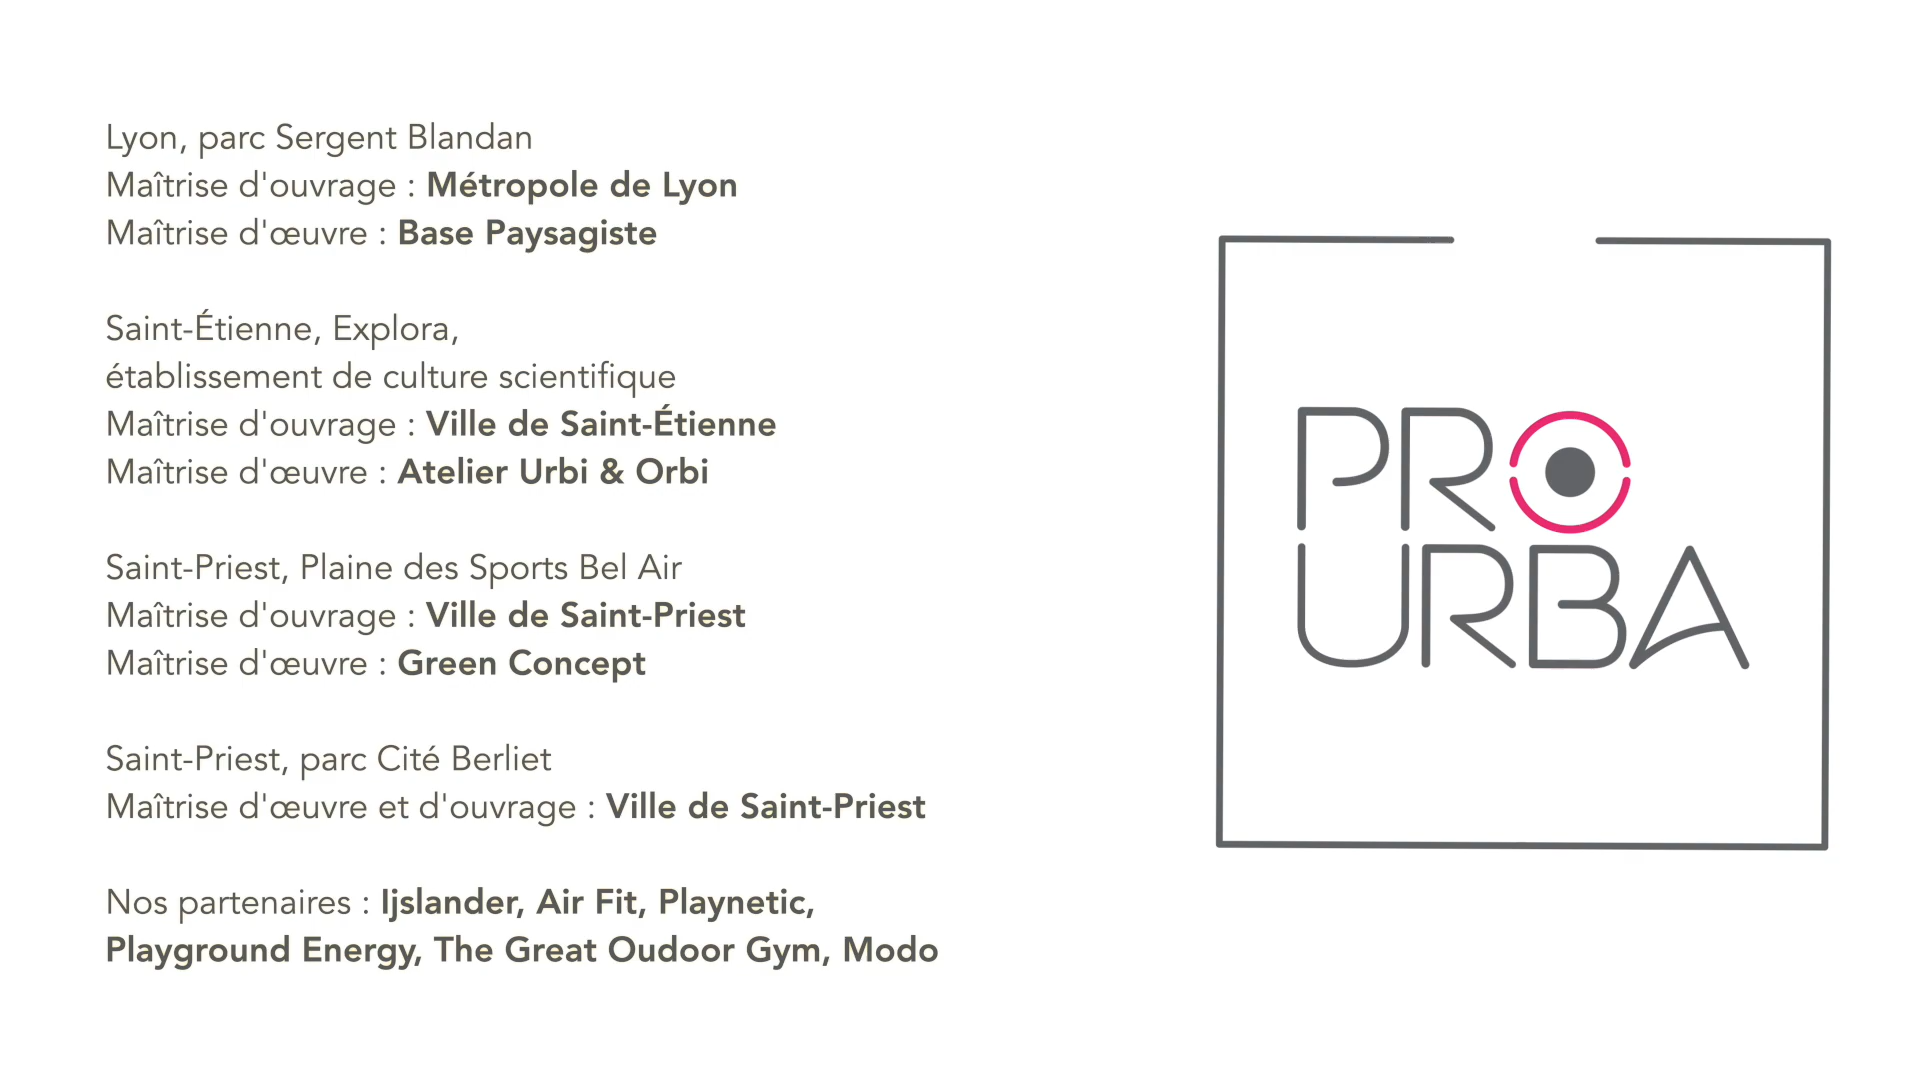 Lyon, parc Sergent Blandan
Maîtrise d'ouvrage : Métropole de Lyon
Maîtrise d'œuvre : Base Paysagiste
Saint-Étienne, Explora,
établissement de culture scientifique
Maîtrise d'ouvrage : Ville de Saint-Étienne
Maîtrise d'œuvre : Atelier Urbi & Orbi
Saint-Priest, Plaine des Sports Bel Air
Maîtrise d'ouvrage : Ville de Saint-Priest
Maîtrise d'œuvre : Green Concept
Saint-Priest, parc Cité Berliet
Maîtrise d'œuvre et d'ouvrage : Ville de Saint-Priest
Nos partenaires : Ijslander, Air Fit, Playnetic,
Playground Energy, The Great Oudoor Gym, Modo
PRO
URBA